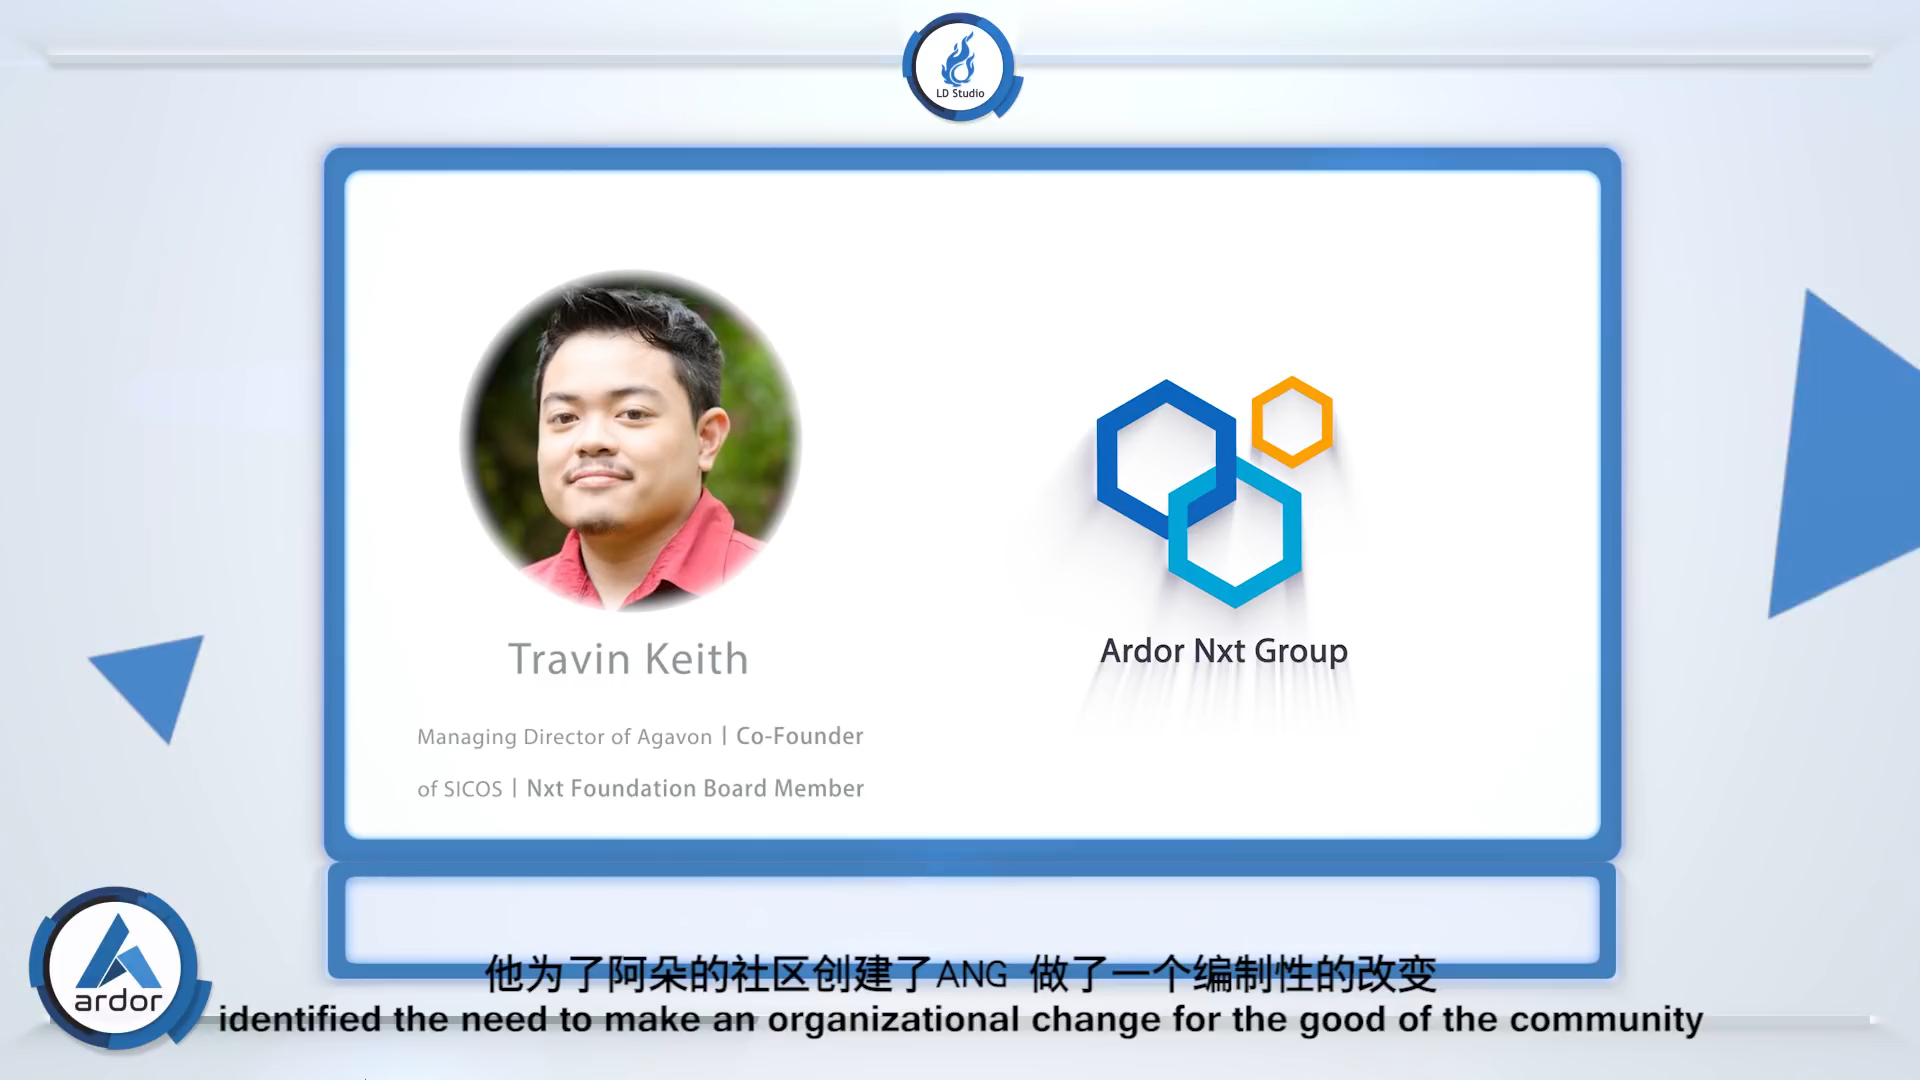 LD Studio
Travin Keith
Managing Director of Agavon | Co-Founder
of SICOS | Nxt Foundation Board Member
Ardor Nxt Group
ardor
他为了阿朵的社区创建了ANG 做了一个编制性的改变
identified the need to make an organizational change for the good of the community